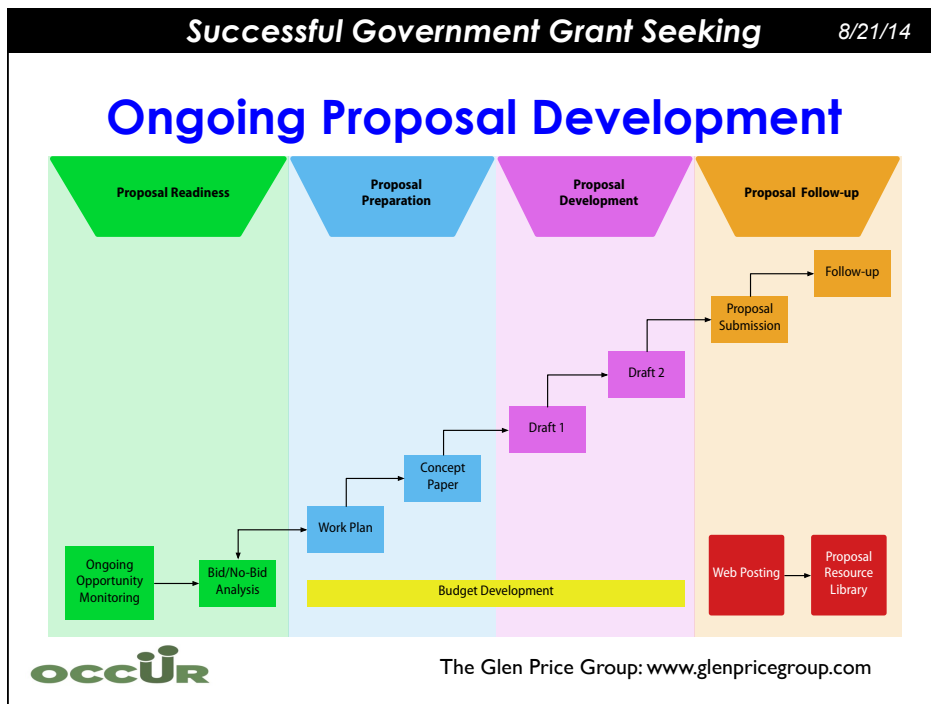 Successful Government Grant Seeking
8/21/14
Ongoing Proposal Development
Proposal Readiness
Proposal
Preparation
Proposal
Development
Proposal Follow-up
Follow-up
Proposal
Submission
Draft 2
Draft 1
Concept
Paper
Work Plan
Ongoing
Opportunity
Monitoring
Bid/No-Bid
Analysis
Budget Development
Web Posting
Proposal
Resource
Library
OCCUR
The Glen Price Group: www.glenpricegroup.com